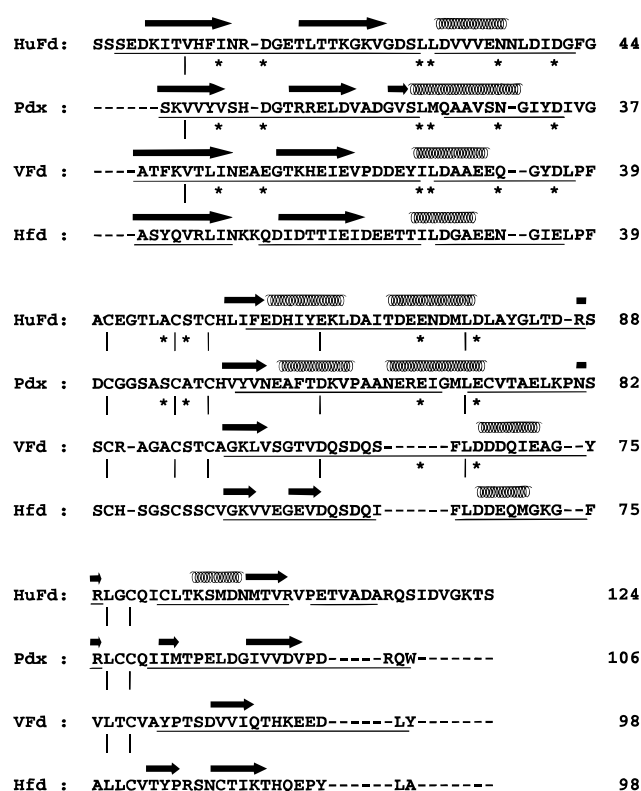 HuFd: SSSEDKITVHFINR-DGETLTTKGKVGDSLLDVVVENNLDIDGFG 44
| * * ** * *
Pdx : ------SKVVYVSH-DGTRRELDVADGVSLMQAAVSN-GIYDIVG 37
| * * ** * *
VFd : ----ATFKVTLINEAEGTKHEIEVPDDEYILDAAEEQ--GYDLPF 39
| * * ** * *
Hfd : ----ASYQVRLINKKQDIDTTIEIDEETTILDGAEEN--GIELPF 39
HuFd: ACEGTLACSTCHLIFEDHIYEKLDAITDEENDMLDLAYGLTD-RS 88
| *|* | | * |*
Pdx : DCGGSASCATCHVYVNEAFTDKVPAANEREIGMLECVTAELKPNS 82
| *|* | | * |*
VFd : SCR-AGACSTCAGKLVSGTVDQSDQS------FLDDDQIEAG--Y 75
| | | | * |*
Hfd : SCH-SGSCSSCVGKVVEGEVDQSDQI------FLDDEQMGKG--F 75
HuFd: RLGCQICLTKSMDNMTVRVPETVADARQSIDVGKTS 124
| |
Pdx : RLCCQIIMTPELDGIVVDVPD-----RQW------- 106
| |
VFd : VLTCVAYPTSDVVIQTHKEED------LY------- 98
| |
Hfd : ALLCVTYPRSNCTIKTHQEPY------LA------- 98